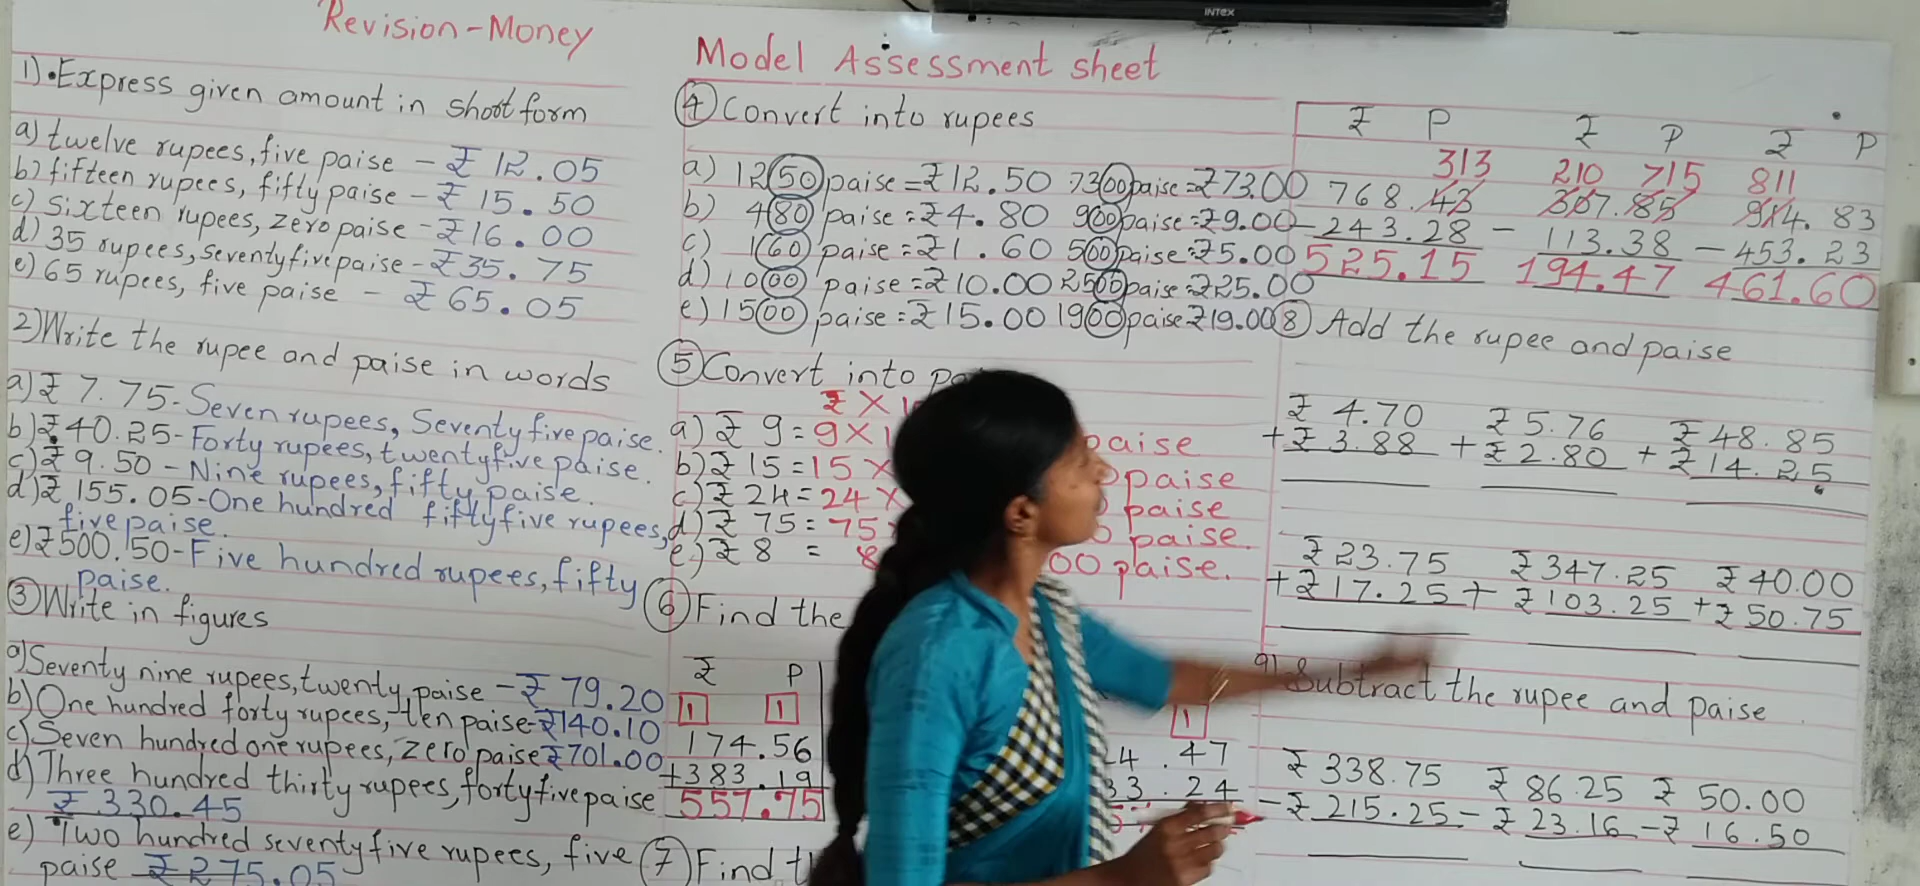 INTEX
Revision-Money
1) Express given amount in short form
a) twelve rupees, five paise - ₹ 12.05
b) fifteen rupees, fifty paise - ₹ 15.50
c) Sixteen rupees, zero paise - ₹16.00
d) 35 rupees, seventyfive paise - ₹35.75
e) 65 rupees, five paise - ₹65.05
2) Write the rupee and paise in words
a) ₹ 7.75 - Seven rupees, Seventy five paise.
b) ₹40.25 - Forty rupees, twentyfive paise.
c) ₹ 9.50 - Nine rupees, fifty paise.
d) ₹ 155.05 - One hundred fiftyfive rupees,
five paise.
e) ₹500.50 - Five hundred rupees, fifty
paise.
3 Write in figures
a) Seventy nine rupees, twenty paise - ₹ 79.20
b) One hundred forty rupees, ten paise - ₹140.10
c) Seven hundred one rupees, zero paise ₹701.00
d) Three hundred thirty rupees, fortyfive paise
₹ 330.45
e) Two hundred seventyfive rupees, five
paise ₹275.05
Model Assessment sheet
4 Convert into rupees
a) 1250 paise = ₹12.50 7300 paise = ₹73.00
b) 480 paise = ₹4.80 900 paise = ₹9.00
c) 160 paise = ₹1.60 500 paise = ₹5.00
d) 1000 paise = ₹10.00 2500 paise = ₹25.00
e) 1500 paise = ₹15.00 1900 paise ₹19.00
5 Convert into
₹ ×
a) ₹ 9 = 9 × paise
b) ₹ 15 = 15 × paise
c) ₹ 24 = 24 × paise
d) ₹ 75 = 75 paise.
e) ₹ 8 = 8 00 paise.
6 Find the
₹ P
1 1
174.56
+383.19
557.75
1
4.47
33.24
7 Find
₹ P ₹ P ₹ P
313 210 715 811
768.43 307.85 914.83
-243.28 -113.38 -453.23
525.15 194.47 461.60
8 Add the rupee and paise
₹ 4.70 ₹ 5.76 ₹ 48.85
+ ₹ 3.88 + ₹ 2.80 + ₹ 14.25
₹ 23.75 ₹ 347.25 ₹ 40.00
+ ₹ 17.25 + ₹ 103.25 + ₹ 50.75
9) Subtract the rupee and paise
₹ 338.75 ₹ 86.25 ₹ 50.00
- ₹ 215.25 - ₹ 23.16 - ₹ 16.50